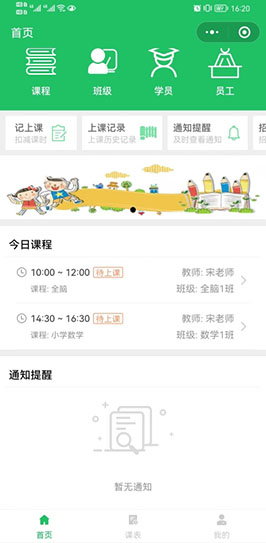 16:20
首页
课程 班级 学员 员工
记上课 上课记录 通知提醒 招
扣减课时 上课历史记录 及时查看通知 招
今日课程
10:00 ~ 12:00 待上课 教师: 宋老师
课程: 全脑 班级: 全脑1班
14:30 ~ 16:30 待上课 教师: 宋老师
课程: 小学数学 班级: 数学1班
通知提醒
暂无通知
首页 课表 我的